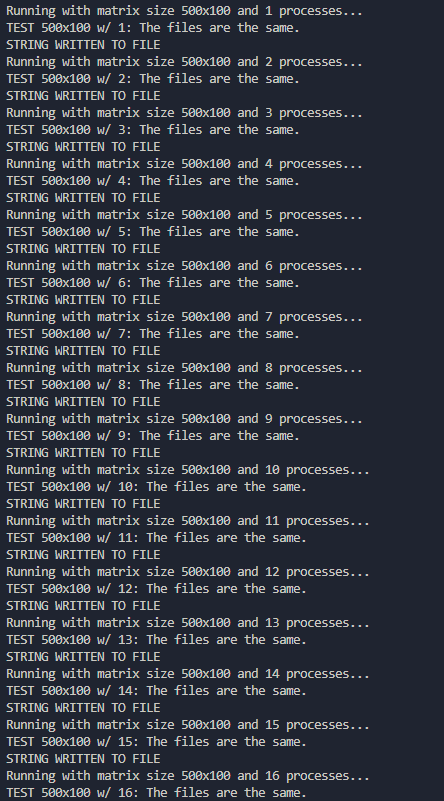 Running with matrix size 500x100 and 1 processes...
TEST 500x100 w/ 1: The files are the same.
STRING WRITTEN TO FILE
Running with matrix size 500x100 and 2 processes...
TEST 500x100 w/ 2: The files are the same.
STRING WRITTEN TO FILE
Running with matrix size 500x100 and 3 processes...
TEST 500x100 w/ 3: The files are the same.
STRING WRITTEN TO FILE
Running with matrix size 500x100 and 4 processes...
TEST 500x100 w/ 4: The files are the same.
STRING WRITTEN TO FILE
Running with matrix size 500x100 and 5 processes...
TEST 500x100 w/ 5: The files are the same.
STRING WRITTEN TO FILE
Running with matrix size 500x100 and 6 processes...
TEST 500x100 w/ 6: The files are the same.
STRING WRITTEN TO FILE
Running with matrix size 500x100 and 7 processes...
TEST 500x100 w/ 7: The files are the same.
STRING WRITTEN TO FILE
Running with matrix size 500x100 and 8 processes...
TEST 500x100 w/ 8: The files are the same.
STRING WRITTEN TO FILE
Running with matrix size 500x100 and 9 processes...
TEST 500x100 w/ 9: The files are the same.
STRING WRITTEN TO FILE
Running with matrix size 500x100 and 10 processes...
TEST 500x100 w/ 10: The files are the same.
STRING WRITTEN TO FILE
Running with matrix size 500x100 and 11 processes...
TEST 500x100 w/ 11: The files are the same.
STRING WRITTEN TO FILE
Running with matrix size 500x100 and 12 processes...
TEST 500x100 w/ 12: The files are the same.
STRING WRITTEN TO FILE
Running with matrix size 500x100 and 13 processes...
TEST 500x100 w/ 13: The files are the same.
STRING WRITTEN TO FILE
Running with matrix size 500x100 and 14 processes...
TEST 500x100 w/ 14: The files are the same.
STRING WRITTEN TO FILE
Running with matrix size 500x100 and 15 processes...
TEST 500x100 w/ 15: The files are the same.
STRING WRITTEN TO FILE
Running with matrix size 500x100 and 16 processes...
TEST 500x100 w/ 16: The files are the same.